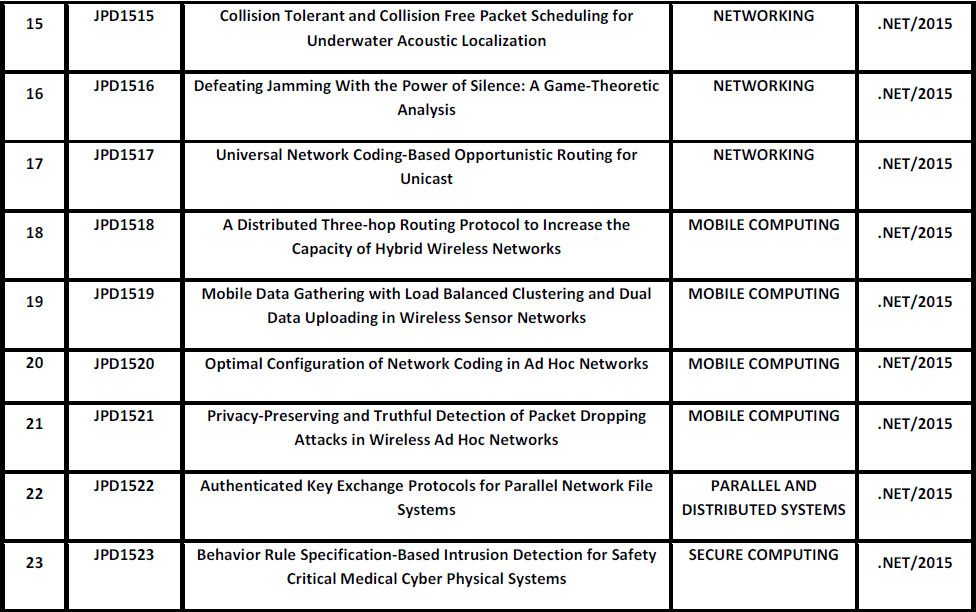 15 JPD1515 Collision Tolerant and Collision Free Packet Scheduling for NETWORKING .NET/2015
Underwater Acoustic Localization
16 JPD1516 Defeating Jamming With the Power of Silence: A Game-Theoretic NETWORKING .NET/2015
Analysis
17 JPD1517 Universal Network Coding-Based Opportunistic Routing for NETWORKING .NET/2015
Unicast
18 JPD1518 A Distributed Three-hop Routing Protocol to Increase the MOBILE COMPUTING .NET/2015
Capacity of Hybrid Wireless Networks
19 JPD1519 Mobile Data Gathering with Load Balanced Clustering and Dual MOBILE COMPUTING .NET/2015
Data Uploading in Wireless Sensor Networks
20 JPD1520 Optimal Configuration of Network Coding in Ad Hoc Networks MOBILE COMPUTING .NET/2015
21 JPD1521 Privacy-Preserving and Truthful Detection of Packet Dropping MOBILE COMPUTING .NET/2015
Attacks in Wireless Ad Hoc Networks
22 JPD1522 Authenticated Key Exchange Protocols for Parallel Network File PARALLEL AND .NET/2015
Systems DISTRIBUTED SYSTEMS
23 JPD1523 Behavior Rule Specification-Based Intrusion Detection for Safety SECURE COMPUTING .NET/2015
Critical Medical Cyber Physical Systems